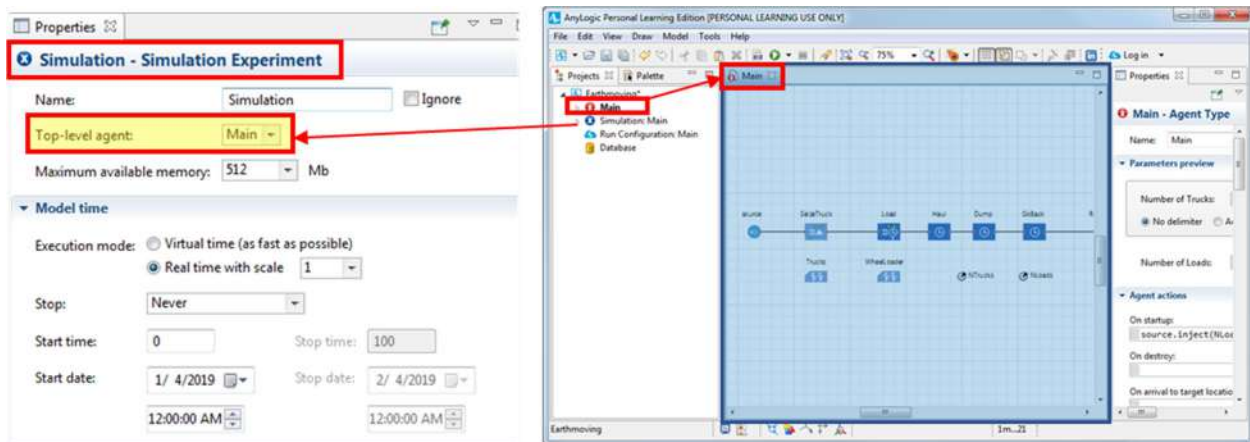 Properties
Simulation - Simulation Experiment
Name: Simulation Ignore
Top-level agent: Main
Maximum available memory: 512 Mb
Model time
Execution mode: Virtual time (as fast as possible)
Real time with scale 1
Stop: Never
Start time: 0 Stop time: 100
Start date: 1/ 4/2019 Stop date: 2/ 4/2019
12:00:00 AM 12:00:00 AM
AnyLogic Personal Learning Edition [PERSONAL LEARNING USE ONLY]
File Edit View Draw Model Tools Help
75% Log in
Projects Palette Main Properties
Earthmoving*
Main
Simulation: Main
Run Configuration: Main
Database
source Load Haul Dump
Trucks WheelLoader NTrucks NLoads
Main - Agent Type
Name: Main
Parameters preview
Number of Trucks:
No delimiter
Number of Loads:
Agent actions
On startup:
source.inject(NLoa
On destroy:
On arrival to target locatio
Earthmoving